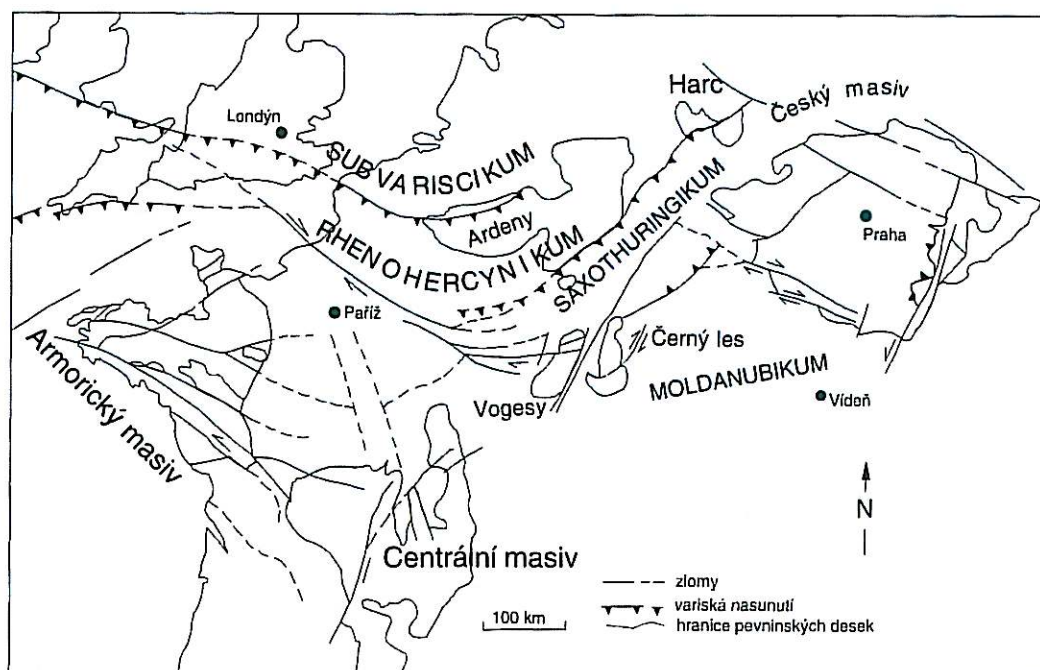 Harc
Český masiv
Londýn
SUBVARISCIKUM
Ardeny
RHENOHERCYNIKUM
SAXOTHURINGIKUM
Praha
Paříž
Armorický masiv
Černý les
MOLDANUBIKUM
Vogesy
Vídeň
N
Centrální masiv
100 km
zlomy
variská nasunutí
hranice pevninských desek